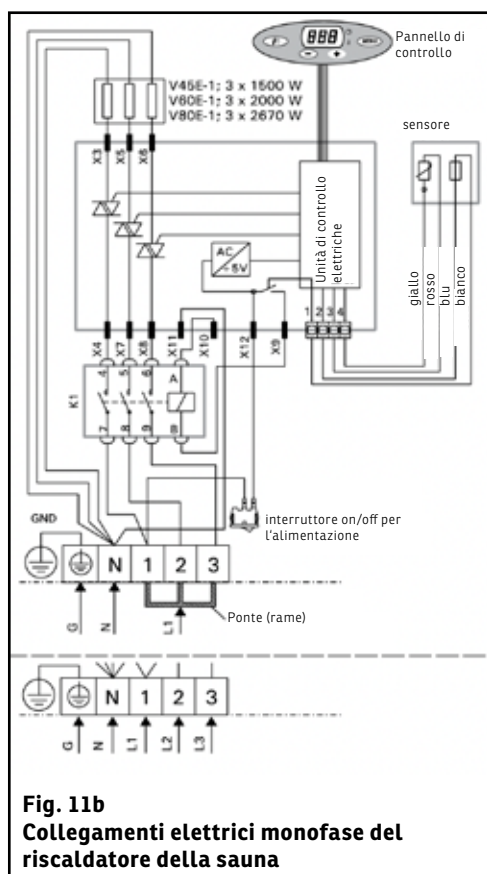 Pannello di
controllo
888
MENU
V45E-1; 3 x 1500 W
V60E-1; 3 x 2000 W
V80E-1; 3 x 2670 W
sensore
X3
X5
X6
Unità di controllo
elettriche
AC
+5V
giallo
rosso
blu
bianco
1 2 3 4
X4
X7
X8
X11
X10
X12
X9
4
5
6
A
K1
7
8
9
B
interruttore on/off per
l'alimentazione
GND
N 1 2 3
Ponte (rame)
G
N
L1
N 1 2 3
G
N
L1
L2
L3
Fig. 11b
Collegamenti elettrici monofase del
riscaldatore della sauna